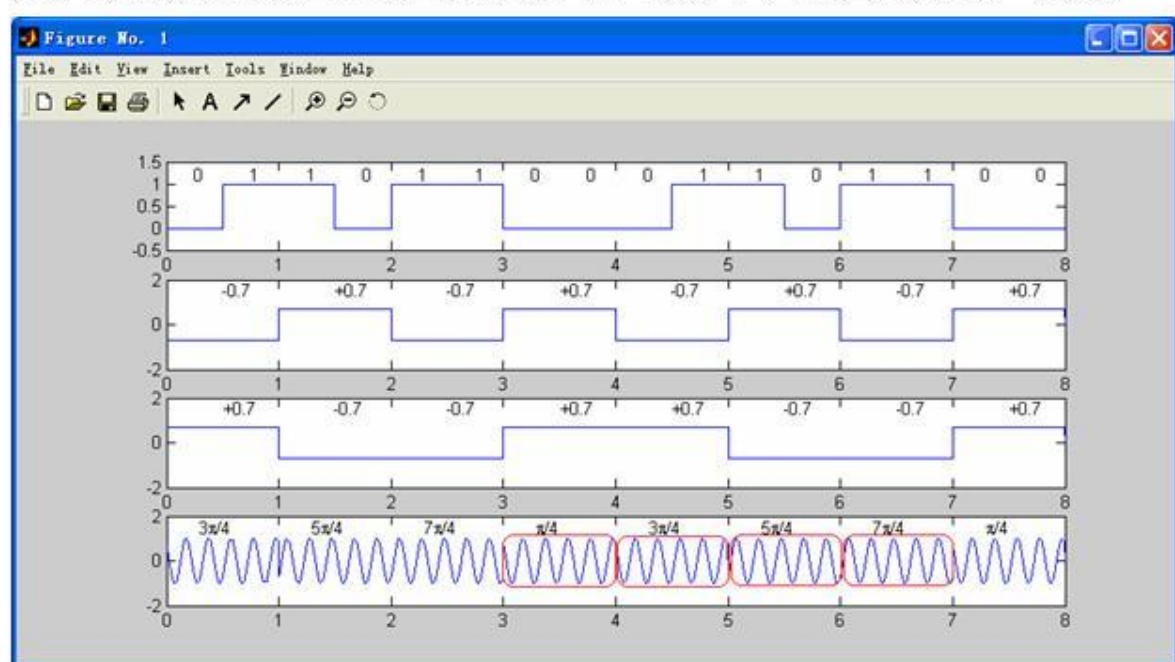 Figure No. 1
File Edit View Insert Tools Window Help
A
1.5
1
0.5
0
-0.5
0 1 1 0 1 1 0 0 0 1 1 0 1 1 0 0
0 1 2 3 4 5 6 7 8
2
0
-2
-0.7 +0.7 -0.7 +0.7 -0.7 +0.7 -0.7 +0.7
0 1 2 3 4 5 6 7 8
2
0
-2
+0.7 -0.7 -0.7 +0.7 +0.7 -0.7 -0.7 +0.7
0 1 2 3 4 5 6 7 8
2
0
-2
3π/4 5π/4 7π/4 π/4 3π/4 5π/4 7π/4 π/4
0 1 2 3 4 5 6 7 8